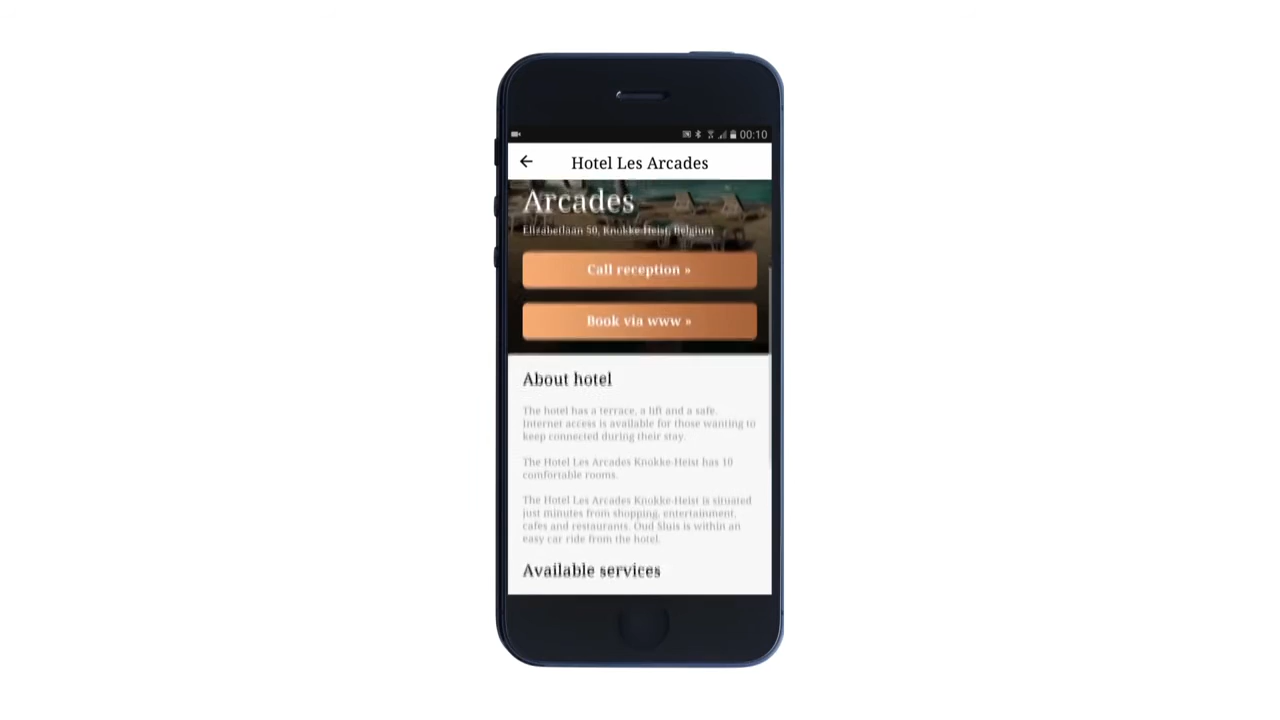 00:10
Hotel Les Arcades
Arcades
Elizabetlaan 50, Knokke-Heist, Belgium
Call reception »
Book via www »
About hotel
The hotel has a terrace, a lift and a safe.
Internet access is available for those wanting to
keep connected during their stay.
The Hotel Les Arcades Knokke-Heist has 10
comfortable rooms.
The Hotel Les Arcades Knokke-Heist is situated
just minutes from shopping, entertainment,
cafes and restaurants. Oud Sluis is within an
easy car ride from the hotel.
Available services